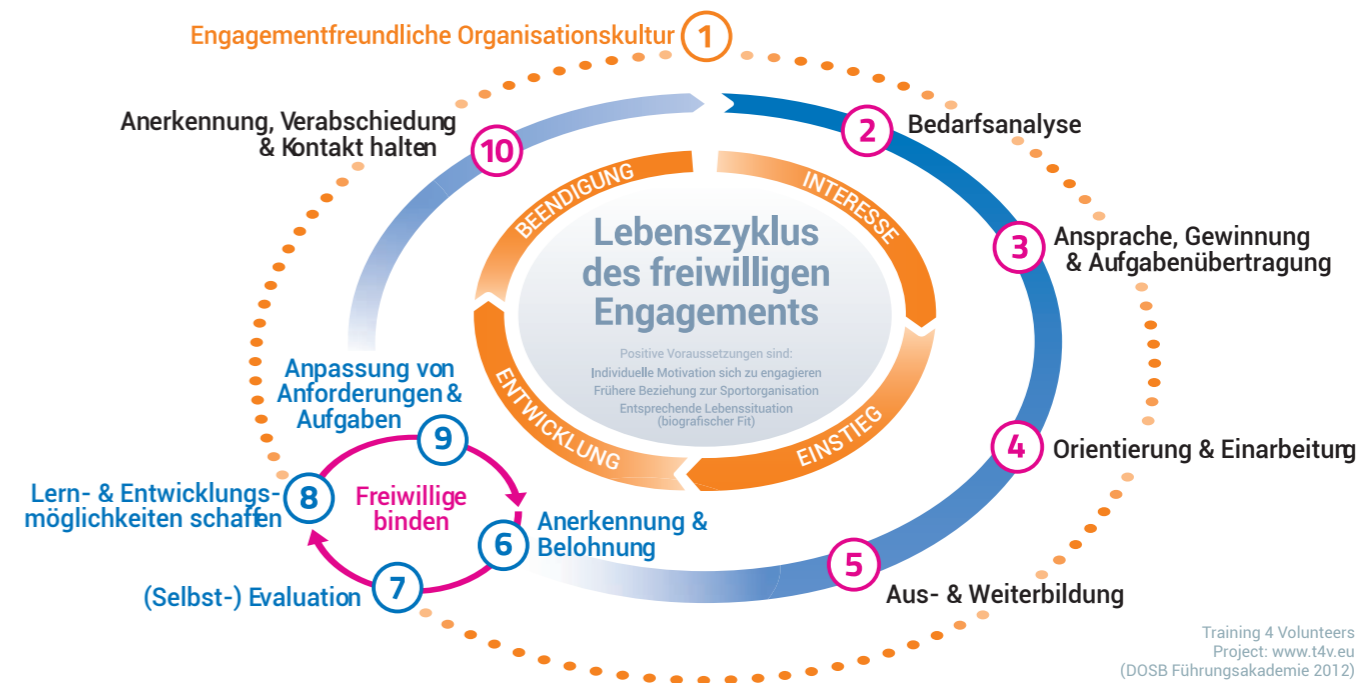 Engagementfreundliche Organisationskultur 1
2 Bedarfsanalyse
3 Ansprache, Gewinnung
& Aufgabenübertragung
4 Orientierung & Einarbeitung
5 Aus- & Weiterbildung
6 Anerkennung &
Belohnung
7 (Selbst-) Evaluation
8 Lern- & Entwicklungs-
möglichkeiten schaffen
9 Anpassung von
Anforderungen &
Aufgaben
Freiwillige
binden
10 Anerkennung, Verabschiedung
& Kontakt halten
INTERESSE
EINSTIEG
ENTWICKLUNG
BEENDIGUNG
Lebenszyklus
des freiwilligen
Engagements
Positive Voraussetzungen sind:
Individuelle Motivation sich zu engagieren
Frühere Beziehung zur Sportorganisation
Entsprechende Lebenssituation
(biografischer Fit)
Training 4 Volunteers
Project: www.t4v.eu
(DOSB Führungsakademie 2012)